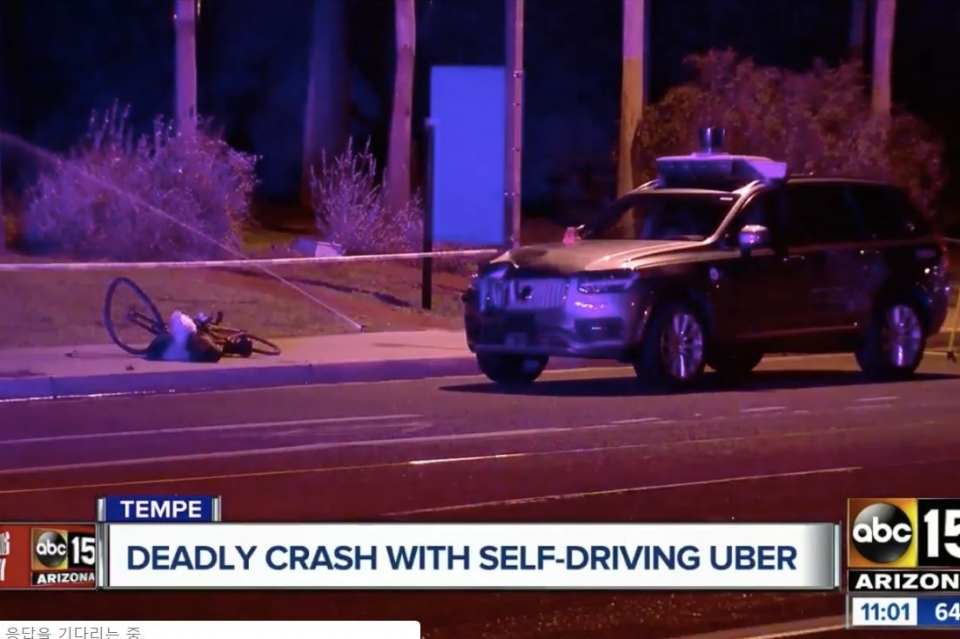 TEMPE
DEADLY CRASH WITH SELF-DRIVING UBER
abc 15
ARIZONA
abc 15
ARIZON
11:01 64
응답을 기다리는 중